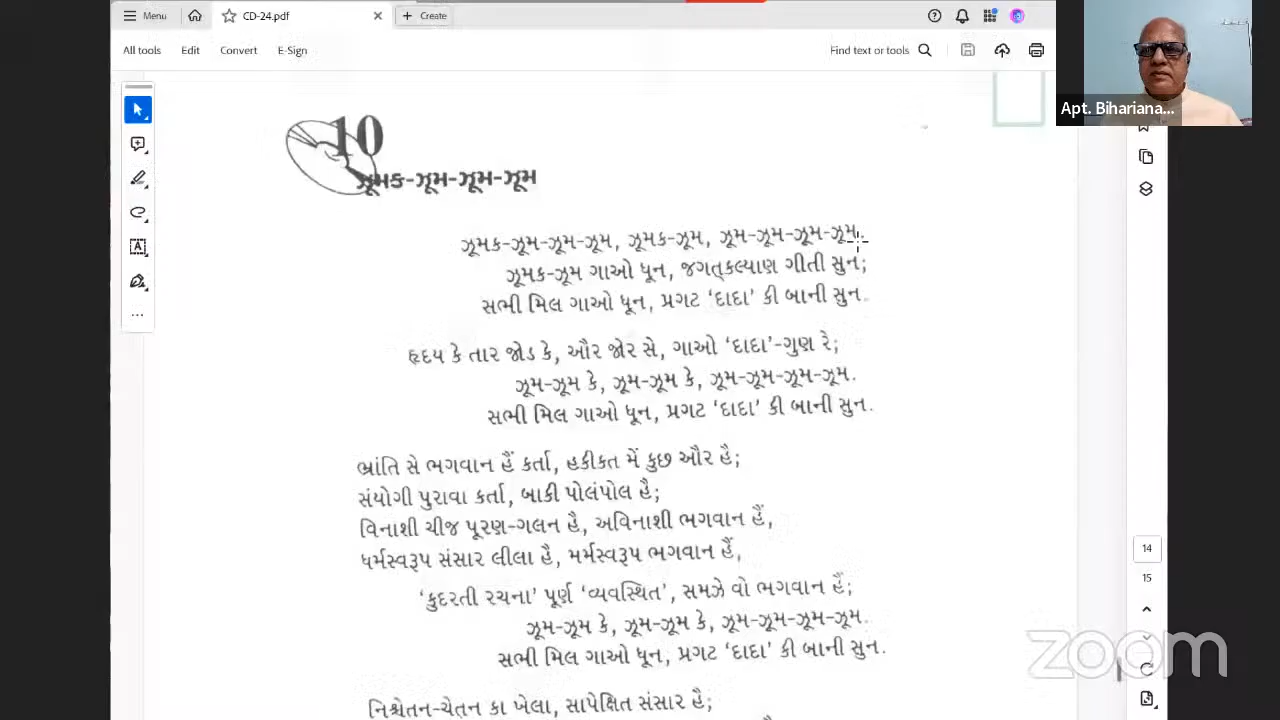 Menu
CD-24.pdf
Create
All tools
Edit
Convert
E-Sign
Find text or tools
Apt. Bihariana...
10
ઝૂમક-ઝૂમ-ઝૂમ-ઝૂમ
ઝૂમક-ઝૂમ-ઝૂમ-ઝૂમ, ઝૂમક-ઝૂમ, ઝૂમ-ઝૂમ-ઝૂમ-ઝૂમ.
ઝૂમક-ઝૂમ ગાઓ ધૂન, જગત્કલ્યાણ ગીતી સુન;
સભી મિલ ગાઓ ધૂન, પ્રગટ ‘દાદા’ કી બાની સુન.
હૃદય કે તાર જોડ કે, ઔર જોર સે, ગાઓ ‘દાદા’-ગુણ રે;
ઝૂમ-ઝૂમ કે, ઝૂમ-ઝૂમ કે, ઝૂમ-ઝૂમ-ઝૂમ-ઝૂમ.
સભી મિલ ગાઓ ધૂન, પ્રગટ ‘દાદા’ કી બાની સુન.
ભ્રાંતિ સે ભગવાન હૈં કર્તા, હકીકત મેં કુછ ઔર હૈ;
સંયોગી પુરાવા કર્તા, બાકી પોલંપોલ હૈ;
વિનાશી ચીજ પૂરણ-ગલન હૈ, અવિનાશી ભગવાન હૈં,
ધર્મસ્વરૂપ સંસાર લીલા હૈ, મર્મસ્વરૂપ ભગવાન હૈં,
‘કુદરતી રચના’ પૂર્ણ ‘વ્યવસ્થિત’, સમઝે વો ભગવાન હૈં;
ઝૂમ-ઝૂમ કે, ઝૂમ-ઝૂમ કે, ઝૂમ-ઝૂમ-ઝૂમ-ઝૂમ.
સભી મિલ ગાઓ ધૂન, પ્રગટ ‘દાદા’ કી બાની સુન.
નિશ્ચેતન-ચેતન કા ખેલા, સાપેક્ષિત સંસાર હૈ;
14
15
zoom